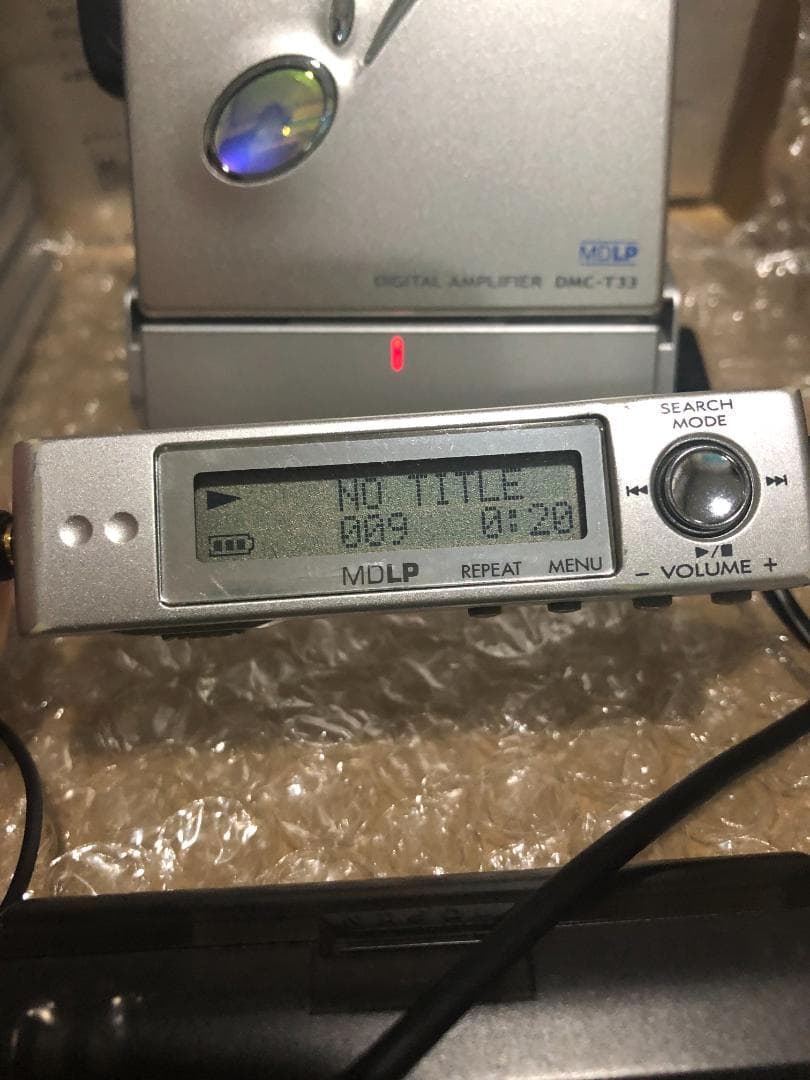 MDLP
DIGITAL AMPLIFIER DMC-T33
SEARCH
MODE
NO TITLE
009 0:20
MDLP REPEAT MENU
− VOLUME +